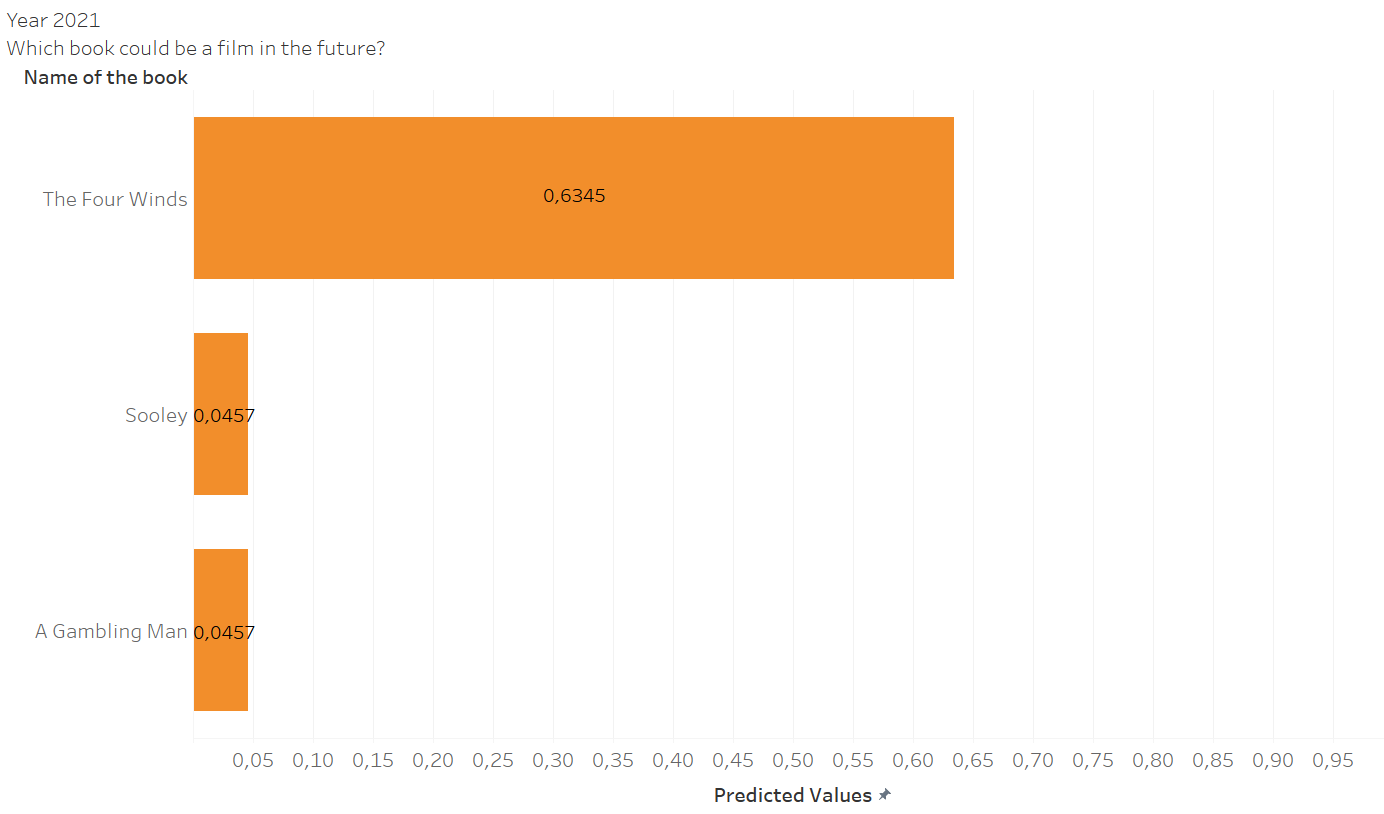 Year 2021
Which book could be a film in the future?
Name of the book
The Four Winds 0,6345
Sooley 0,0457
A Gambling Man 0,0457
0,05 0,10 0,15 0,20 0,25 0,30 0,35 0,40 0,45 0,50 0,55 0,60 0,65 0,70 0,75 0,80 0,85 0,90 0,95
Predicted Values